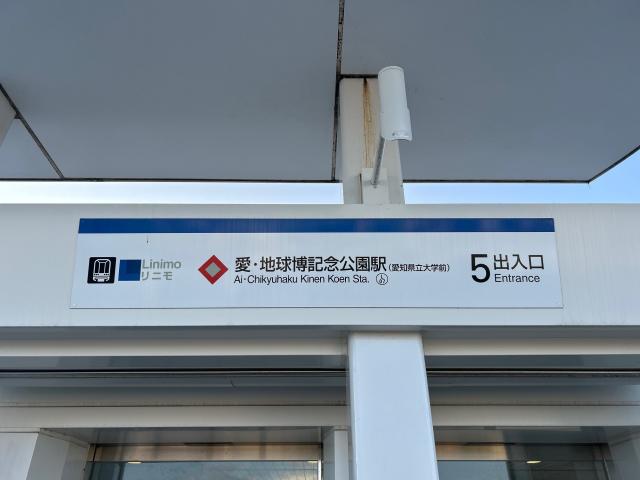 Linimo
リニモ
愛・地球博記念公園駅(愛知県立大学前)
Ai-Chikyuhaku Kinen Koen Sta.
5 出入口
Entrance